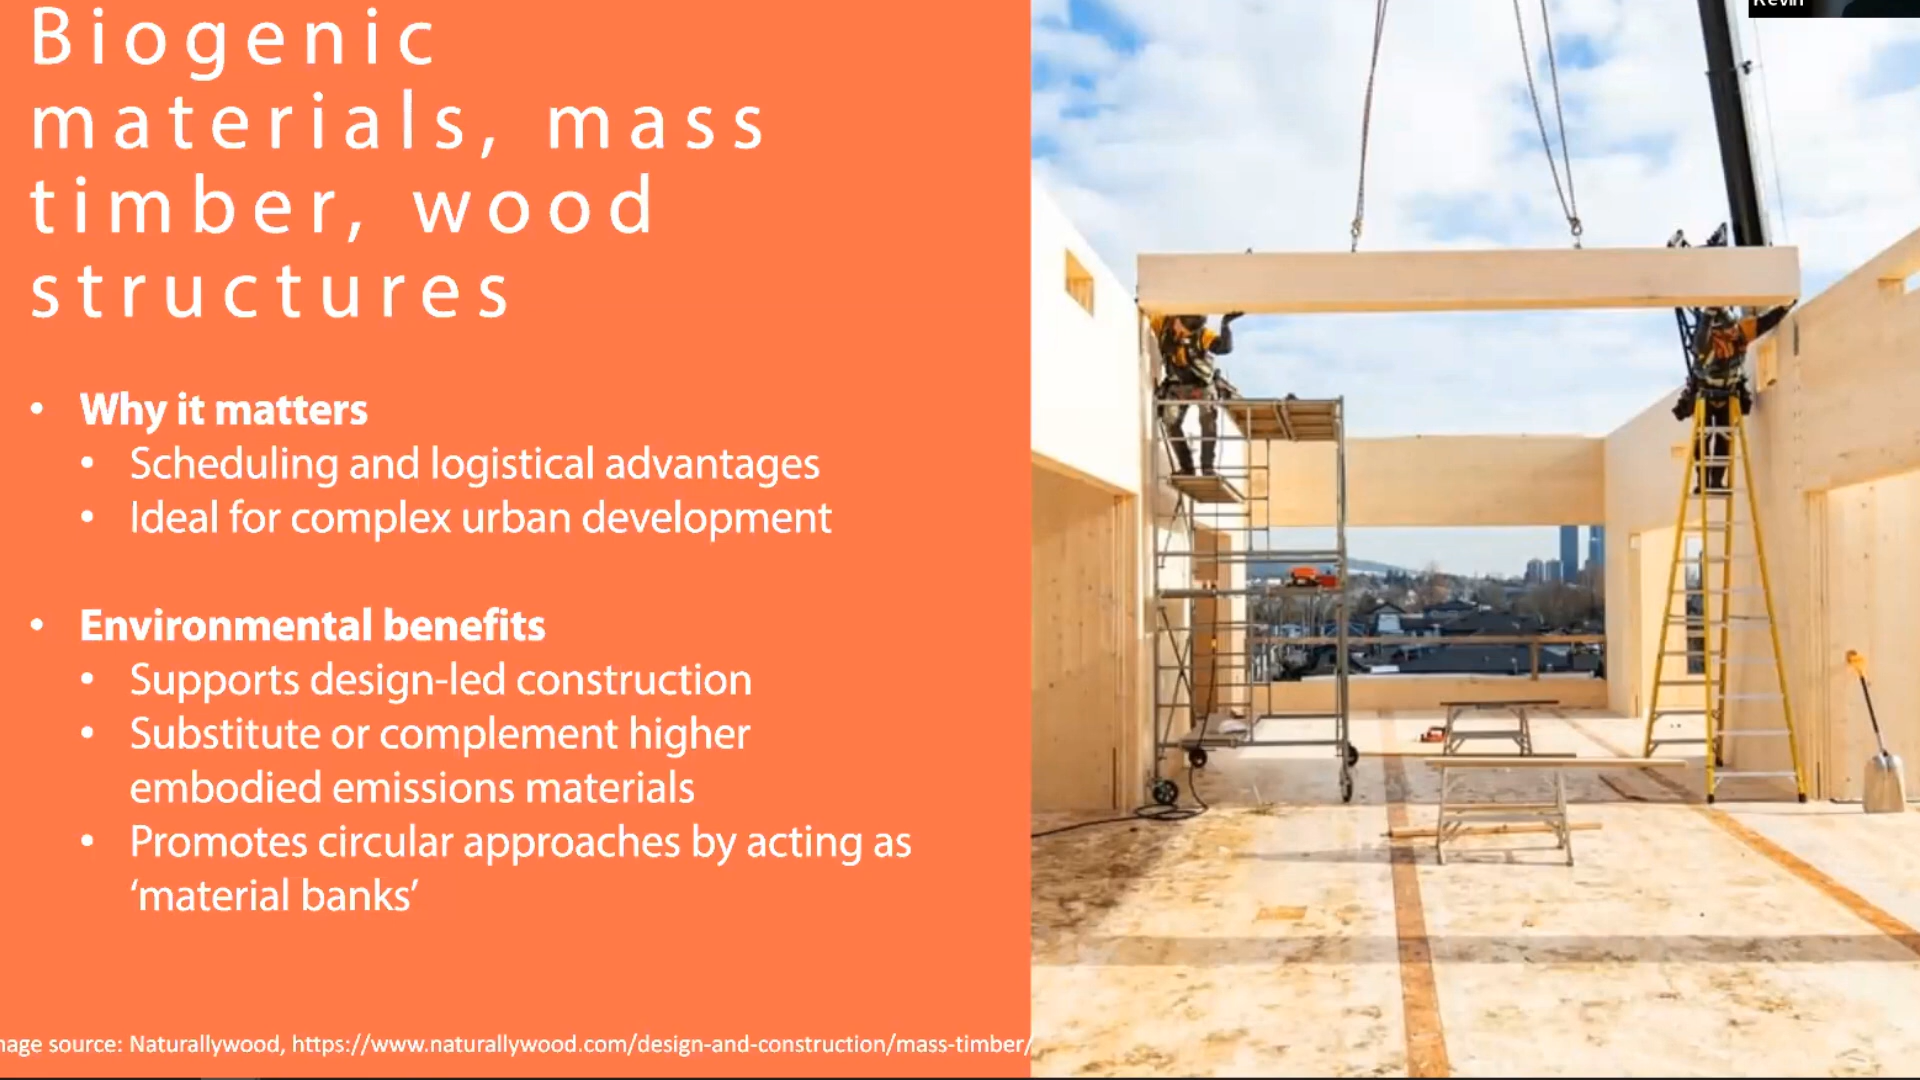 Biogenic
materials, mass
timber, wood
structures
• Why it matters
• Scheduling and logistical advantages
• Ideal for complex urban development
• Environmental benefits
• Supports design-led construction
• Substitute or complement higher
embodied emissions materials
• Promotes circular approaches by acting as
‘material banks’
mage source: Naturallywood, https://www.naturallywood.com/design-and-construction/mass-timber/
Kevin